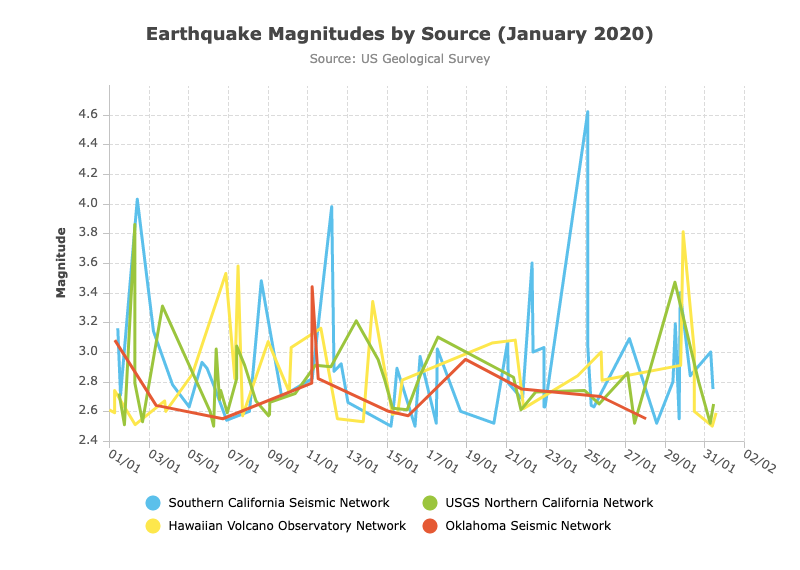 Earthquake Magnitudes by Source (January 2020)
Source: US Geological Survey
Magnitude
4.6
4.4
4.2
4.0
3.8
3.6
3.4
3.2
3.0
2.8
2.6
2.4
01/01 03/01 05/01 07/01 09/01 11/01 13/01 15/01 17/01 19/01 21/01 23/01 25/01 27/01 29/01 31/01 02/02
Southern California Seismic Network USGS Northern California Network
Hawaiian Volcano Observatory Network Oklahoma Seismic Network